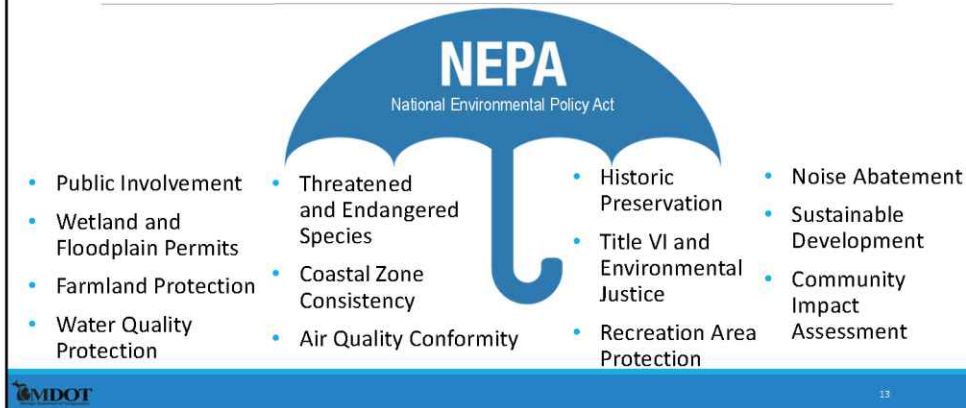 NEPA
National Environmental Policy Act
• Public Involvement
• Wetland and
Floodplain Permits
• Farmland Protection
• Water Quality
Protection
• Threatened
and Endangered
Species
• Coastal Zone
Consistency
• Air Quality Conformity
• Historic
Preservation
• Title VI and
Environmental
Justice
• Recreation Area
Protection
• Noise Abatement
• Sustainable
Development
• Community
Impact
Assessment
MDOT
13